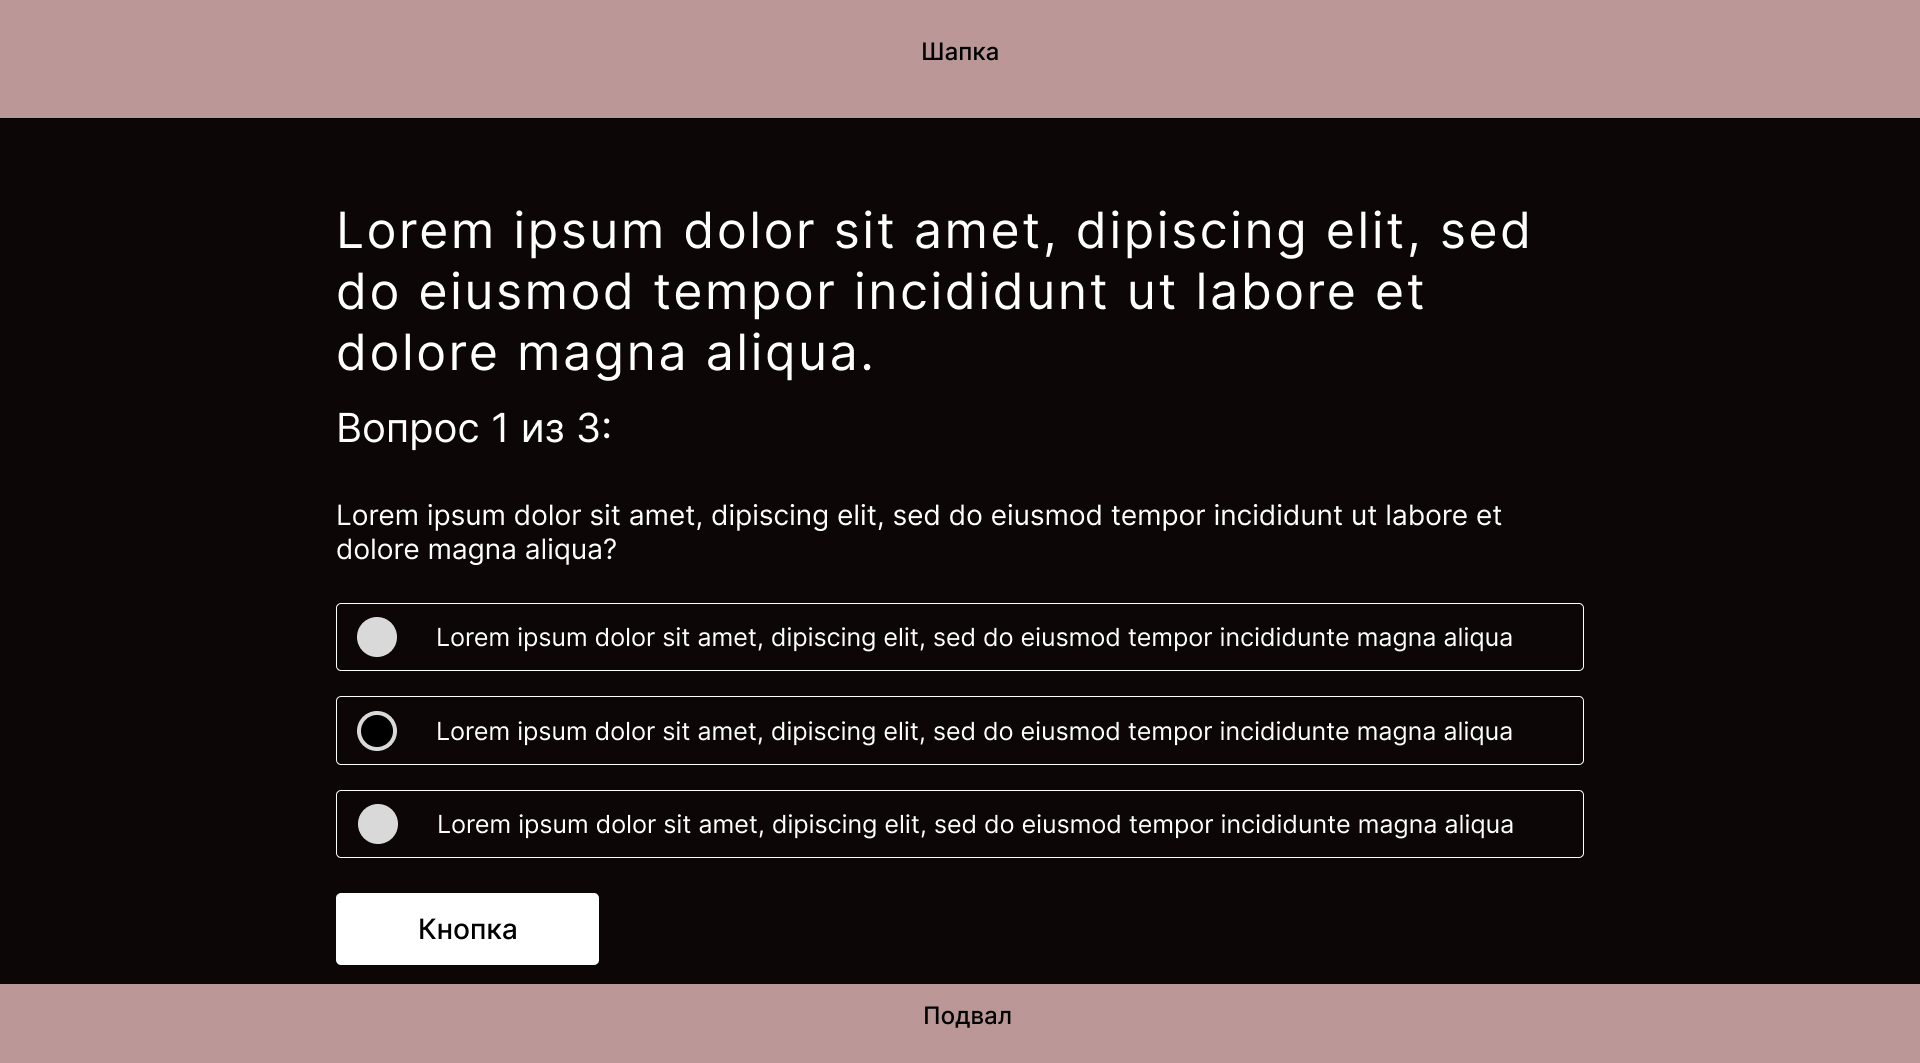 Шапка
Lorem ipsum dolor sit amet, dipiscing elit, sed
do eiusmod tempor incididunt ut labore et
dolore magna aliqua.
Вопрос 1 из 3:
Lorem ipsum dolor sit amet, dipiscing elit, sed do eiusmod tempor incididunt ut labore et
dolore magna aliqua?
Lorem ipsum dolor sit amet, dipiscing elit, sed do eiusmod tempor incididunte magna aliqua
Lorem ipsum dolor sit amet, dipiscing elit, sed do eiusmod tempor incididunte magna aliqua
Lorem ipsum dolor sit amet, dipiscing elit, sed do eiusmod tempor incididunte magna aliqua
Кнопка
Подвал